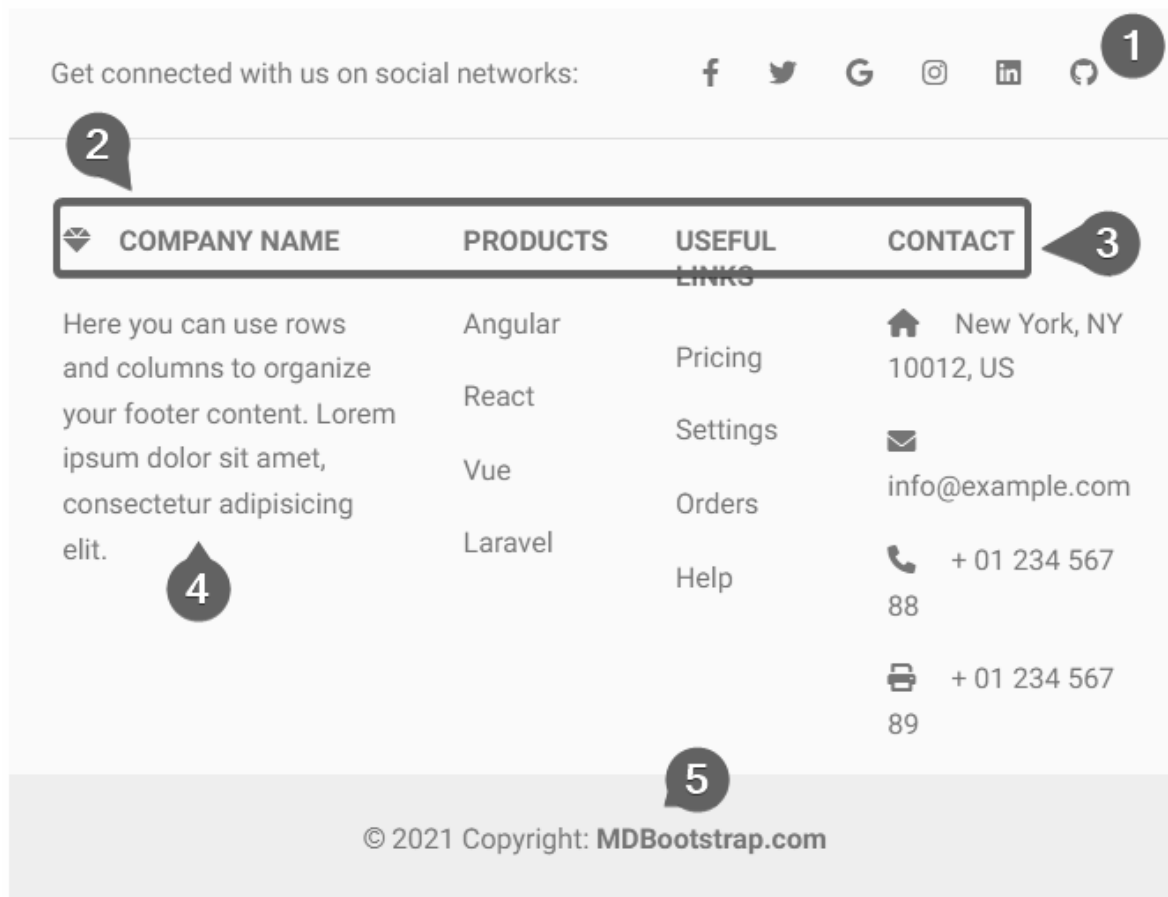 Get connected with us on social networks:
1
2
COMPANY NAME
Here you can use rows
and columns to organize
your footer content. Lorem
ipsum dolor sit amet,
consectetur adipisicing
elit.
4
PRODUCTS
Angular
React
Vue
Laravel
USEFUL
LINKS
Pricing
Settings
Orders
Help
CONTACT
3
New York, NY
10012, US
info@example.com
+ 01 234 567
88
+ 01 234 567
89
5
© 2021 Copyright: MDBootstrap.com